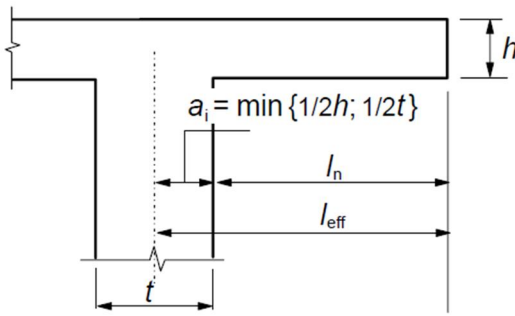 h
aᵢ = min {1/2h; 1/2t}
lₙ
l_eff
t